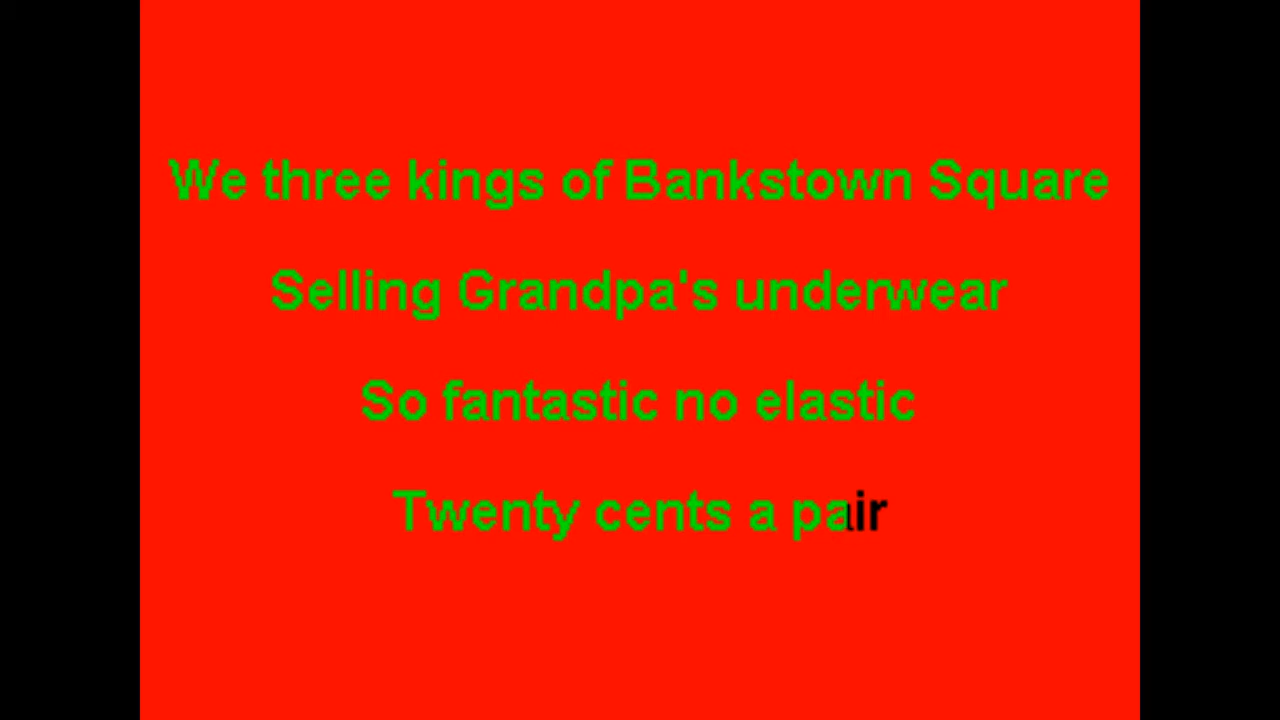 We three kings of Bankstown Square
Selling Grandpa's underwear
So fantastic no elastic
Twenty cents a pair